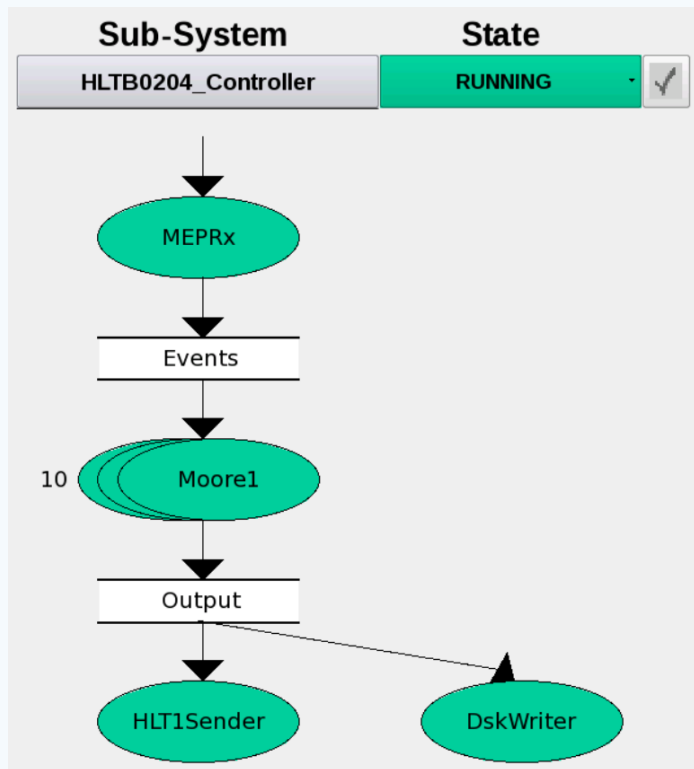 Sub-System State
HLTB0204_Controller RUNNING
MEPRx
Events
10 Moore1
Output
HLT1Sender DskWriter